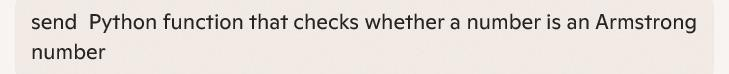 send  Python function that checks whether a number is an Armstrong
number